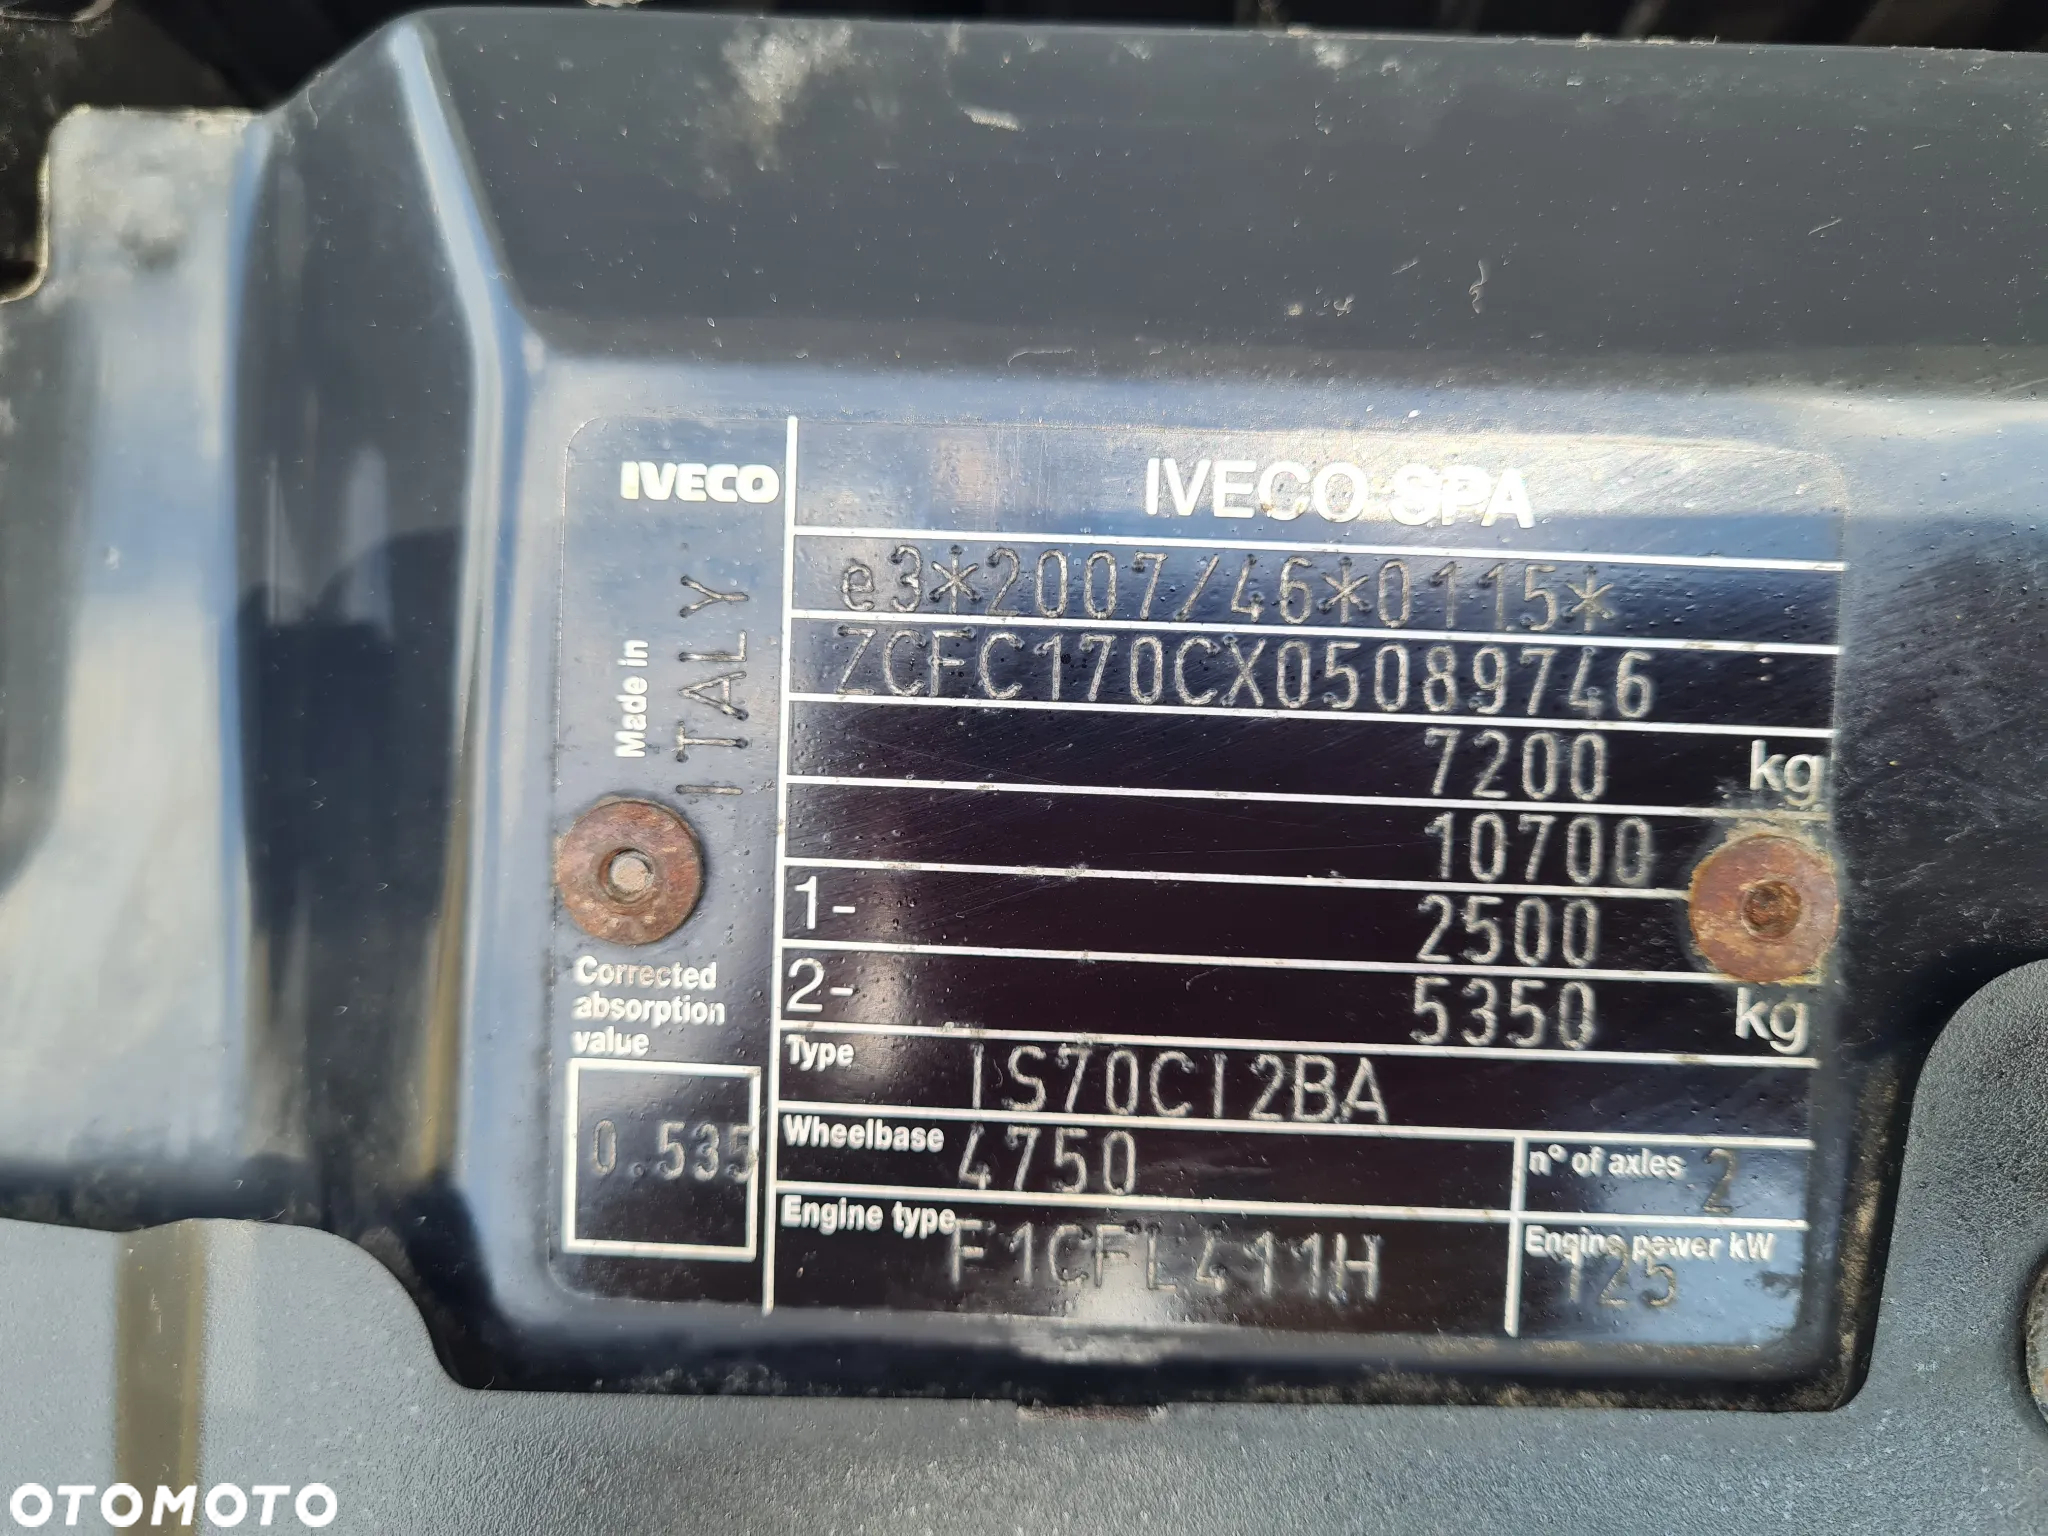 IVECO
IVECO SPA
Made in
ITALY
e3*2007/46*0115*
ZCFC170CX05089746
7200 kg
10700
1- 2500
2- 5350 kg
Corrected
absorption
value
0.535
Type IS70CI2BA
Wheelbase 4750
n° of axles 2
Engine type F1CFL411H
Engine power kW
125
OTOMOTO